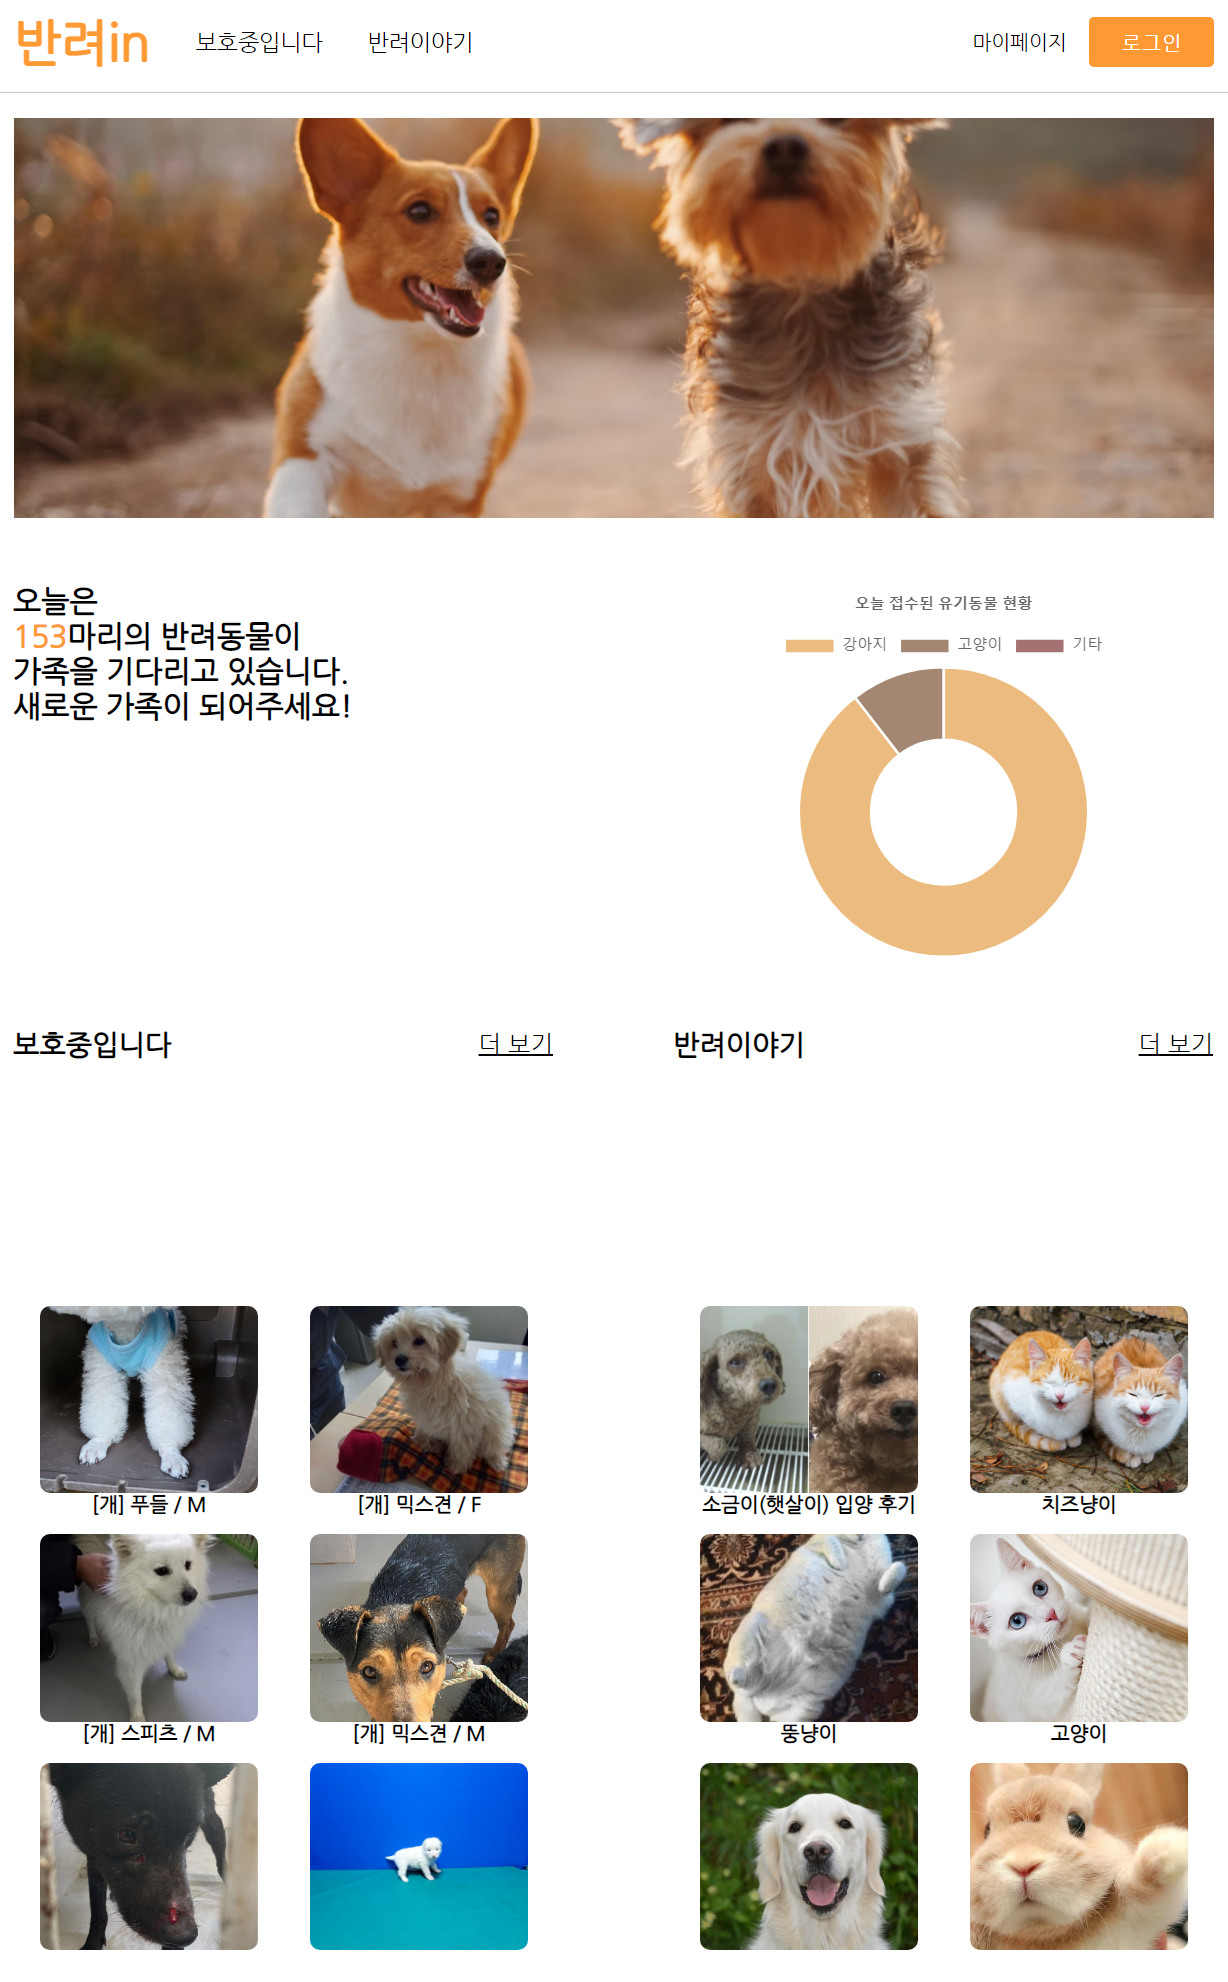 반려in
보호중입니다
반려이야기
마이페이지
로그인
오늘은
153마리의 반려동물이
가족을 기다리고 있습니다.
새로운 가족이 되어주세요!
오늘 접수된 유기동물 현황
강아지
고양이
기타
보호중입니다
더 보기
반려이야기
더 보기
[개] 푸들 / M
[개] 믹스견 / F
[개] 스피츠 / M
[개] 믹스견 / M
소금이(햇살이) 입양 후기
치즈냥이
뚱냥이
고양이